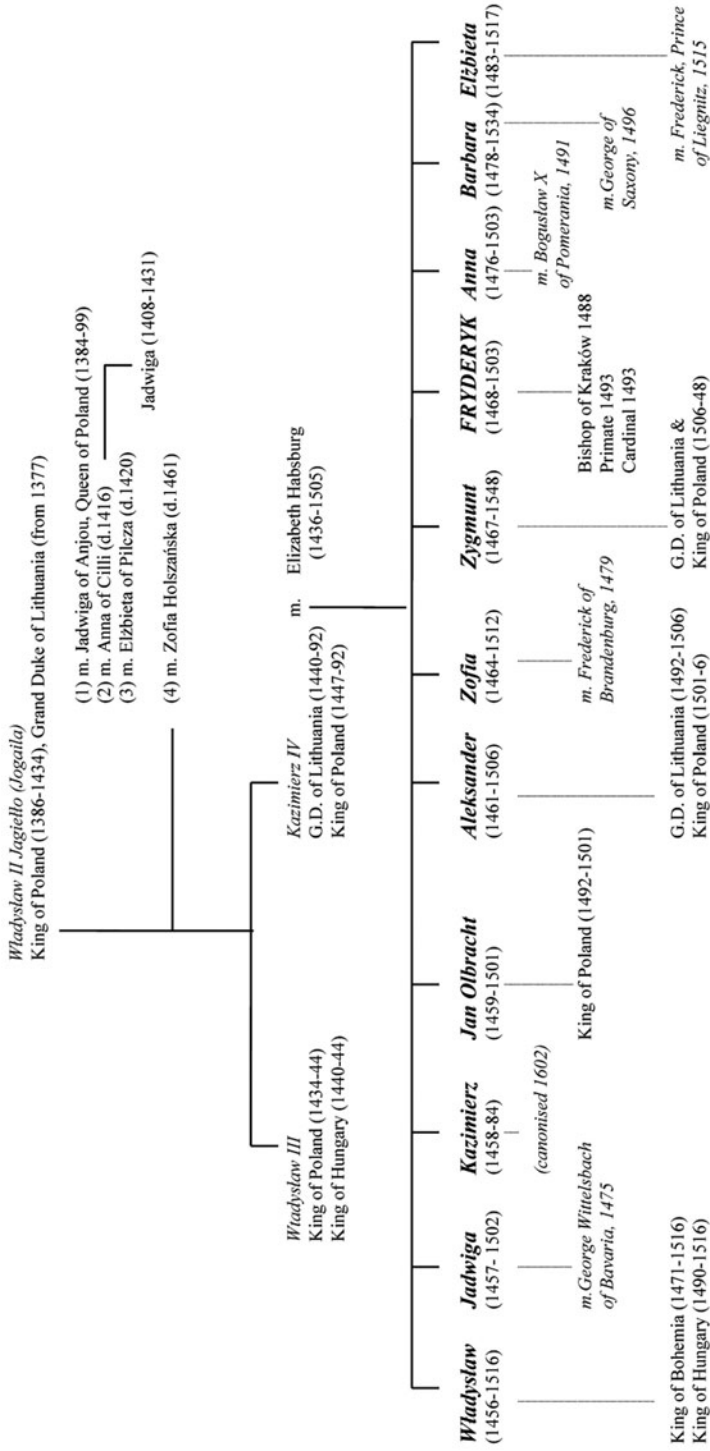 Władysław II Jagiełło (Jogaila)
King of Poland (1386-1434), Grand Duke of Lithuania (from 1377)
(1) m. Jadwiga of Anjou, Queen of Poland (1384-99)
(2) m. Anna of Cilli (d.1416)
(3) m. Elżbieta of Pilcza (d.1420)
Jadwiga (1408-1431)
(4) m. Zofia Holszańska (d.1461)
Władysław III
King of Poland (1434-44)
King of Hungary (1440-44)
Kazimierz IV
G.D. of Lithuania (1440-92)
King of Poland (1447-92)
m.
Elizabeth Habsburg
(1436-1505)
Władysław
(1456-1516)
King of Bohemia (1471-1516)
King of Hungary (1490-1516)
Jadwiga
(1457- 1502)
m.George Wittelsbach
of Bavaria, 1475
Kazimierz
(1458-84)
(canonised 1602)
Jan Olbracht
(1459-1501)
King of Poland (1492-1501)
Aleksander
(1461-1506)
G.D. of Lithuania (1492-1506)
King of Poland (1501-6)
Zofia
(1464-1512)
m. Frederick of
Brandenburg, 1479
Zygmunt
(1467-1548)
G.D. of Lithuania &
King of Poland (1506-48)
FRYDERYK
(1468-1503)
Bishop of Kraków 1488
Primate 1493
Cardinal 1493
Anna
(1476-1503)
m. Bogusław X
of Pomerania, 1491
Barbara
(1478-1534)
m.George of
Saxony, 1496
Elżbieta
(1483-1517)
m. Frederick, Prince
of Liegnitz, 1515